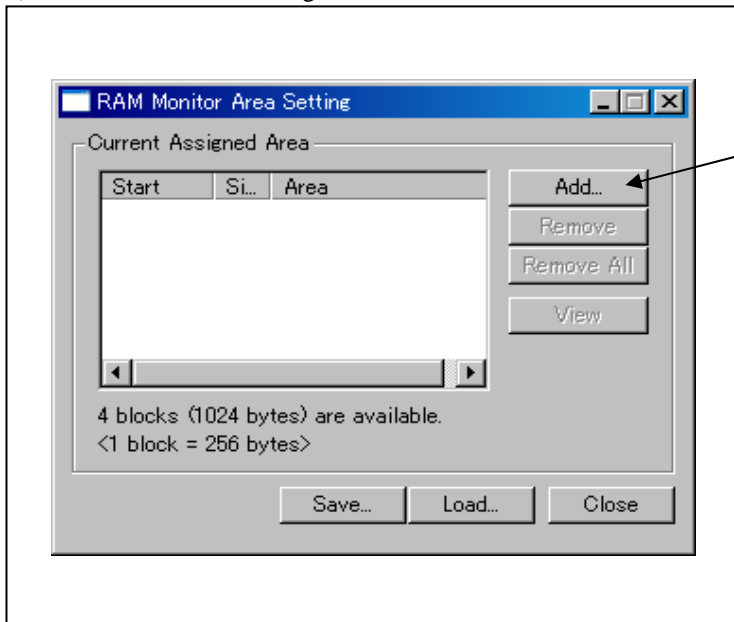 RAM Monitor Area Setting
Current Assigned Area
Start Si... Area
Add...
Remove
Remove All
View
4 blocks (1024 bytes) are available.
<1 block = 256 bytes>
Save... Load... Close